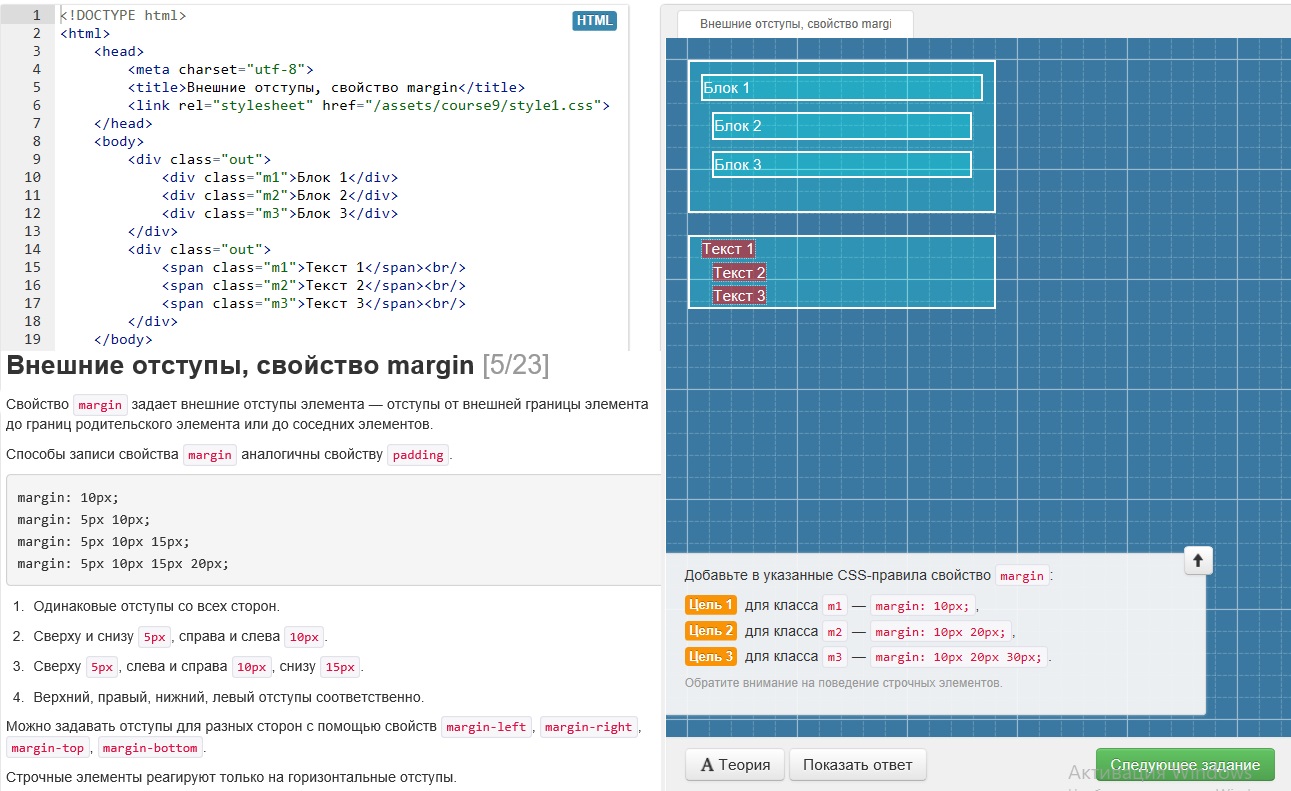 1 <!DOCTYPE html>
HTML
2 <html>
3 <head>
4 <meta charset="utf-8">
5 <title>Внешние отступы, свойство margin</title>
6 <link rel="stylesheet" href="/assets/course9/style1.css">
7 </head>
8 <body>
9 <div class="out">
10 <div class="m1">Блок 1</div>
11 <div class="m2">Блок 2</div>
12 <div class="m3">Блок 3</div>
13 </div>
14 <div class="out">
15 <span class="m1">Текст 1</span><br/>
16 <span class="m2">Текст 2</span><br/>
17 <span class="m3">Текст 3</span><br/>
18 </div>
19 </body>
Внешние отступы, свойство margin [5/23]
Свойство margin задает внешние отступы элемента — отступы от внешней границы элемента
до границ родительского элемента или до соседних элементов.
Способы записи свойства margin аналогичны свойству padding.
margin: 10px;
margin: 5px 10px;
margin: 5px 10px 15px;
margin: 5px 10px 15px 20px;
1. Одинаковые отступы со всех сторон.
2. Сверху и снизу 5px, справа и слева 10px.
3. Сверху 5px, слева и справа 10px, снизу 15px.
4. Верхний, правый, нижний, левый отступы соответственно.
Можно задавать отступы для разных сторон с помощью свойств margin-left, margin-right,
margin-top, margin-bottom.
Строчные элементы реагируют только на горизонтальные отступы.
Внешние отступы, свойство margi
Блок 1
Блок 2
Блок 3
Текст 1
Текст 2
Текст 3
Добавьте в указанные CSS-правила свойство margin:
Цель 1 для класса m1 — margin: 10px;,
Цель 2 для класса m2 — margin: 10px 20px;,
Цель 3 для класса m3 — margin: 10px 20px 30px;.
Обратите внимание на поведение строчных элементов.
А Теория
Показать ответ
Следующее задание
Активация Windows